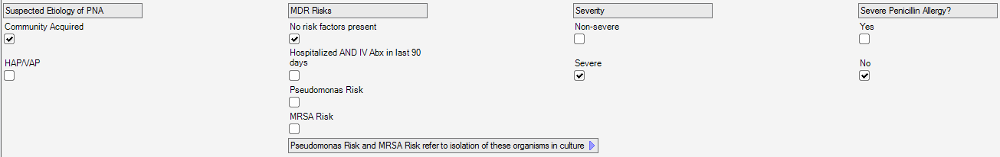 Suspected Etiology of PNA
Community Acquired
HAP/VAP
MDR Risks
No risk factors present
Hospitalized AND IV Abx in last 90
days
Pseudomonas Risk
MRSA Risk
Pseudomonas Risk and MRSA Risk refer to isolation of these organisms in culture
Severity
Non-severe
Severe
Severe Penicillin Allergy?
Yes
No